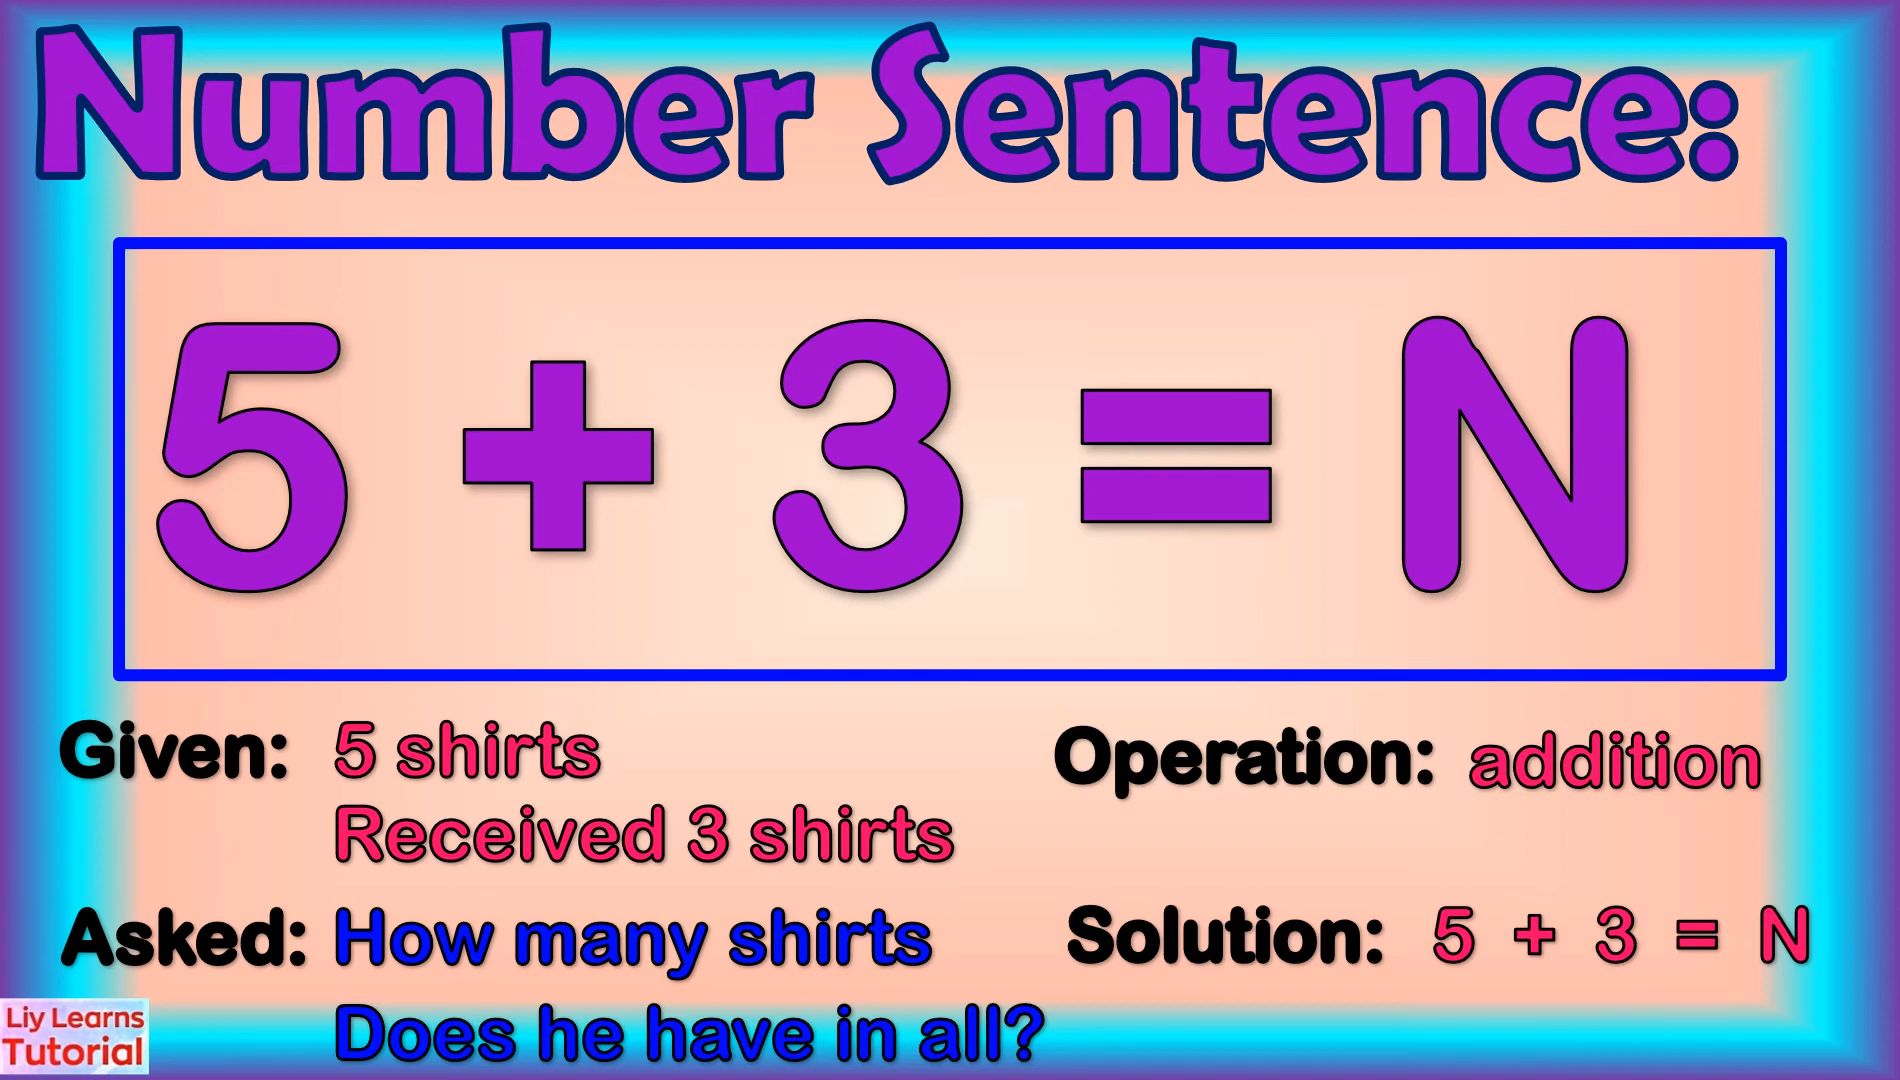 Number Sentence:
5 + 3 = N
Given: 5 shirts
Received 3 shirts
Asked: How many shirts
Does he have in all?
Operation: addition
Solution: 5 + 3 = N
Liy Learns
Tutorial